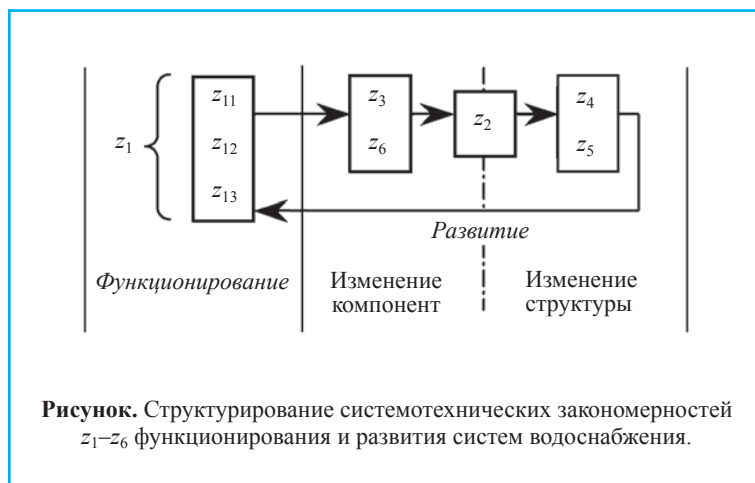 z₁₁
z₃
z₄
z₁
z₁₂
z₂
z₆
z₅
z₁₃
Развитие
Функционирование
Изменение
компонент
Изменение
структуры
Рисунок. Структурирование системотехнических закономерностей
z₁–z₆ функционирования и развития систем водоснабжения.